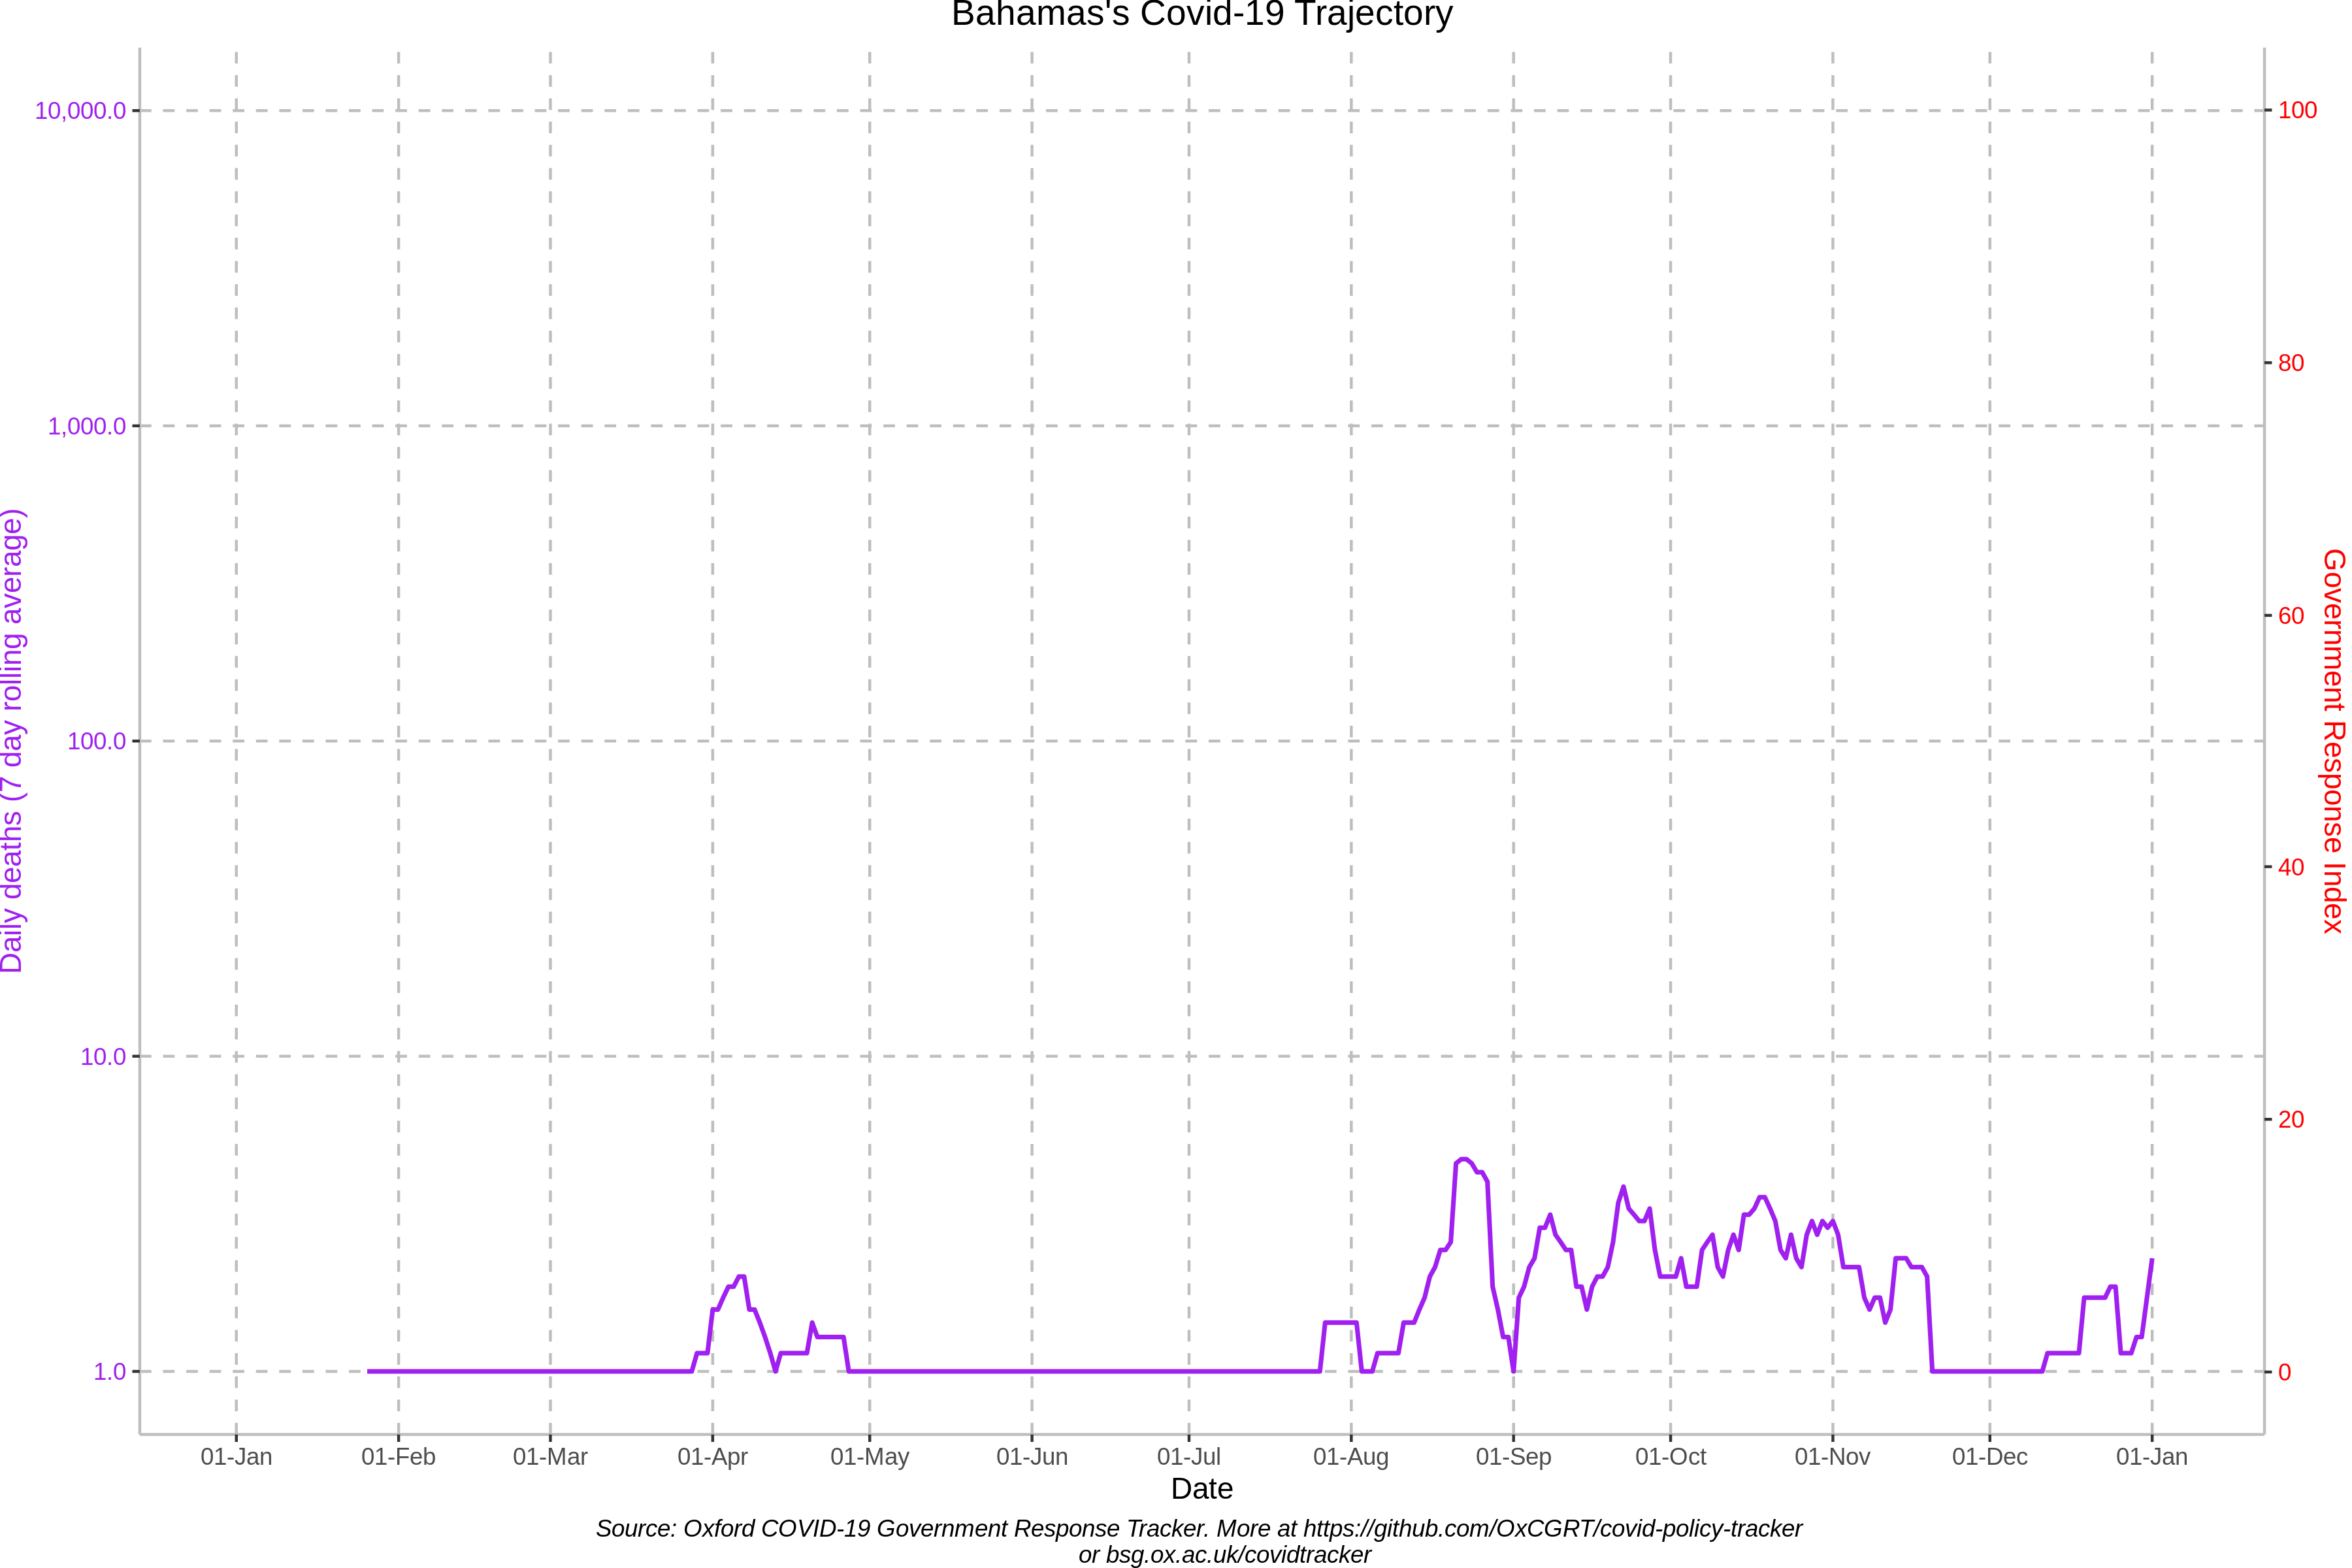 Bahamas's Covid-19 Trajectory
10,000.0
1,000.0
100.0
10.0
1.0
Daily deaths (7 day rolling average)
100
80
60
40
20
0
Government Response Index
01-Jan 01-Feb 01-Mar 01-Apr 01-May 01-Jun 01-Jul 01-Aug 01-Sep 01-Oct 01-Nov 01-Dec 01-Jan
Date
Source: Oxford COVID-19 Government Response Tracker. More at https://github.com/OxCGRT/covid-policy-tracker
or bsg.ox.ac.uk/covidtracker